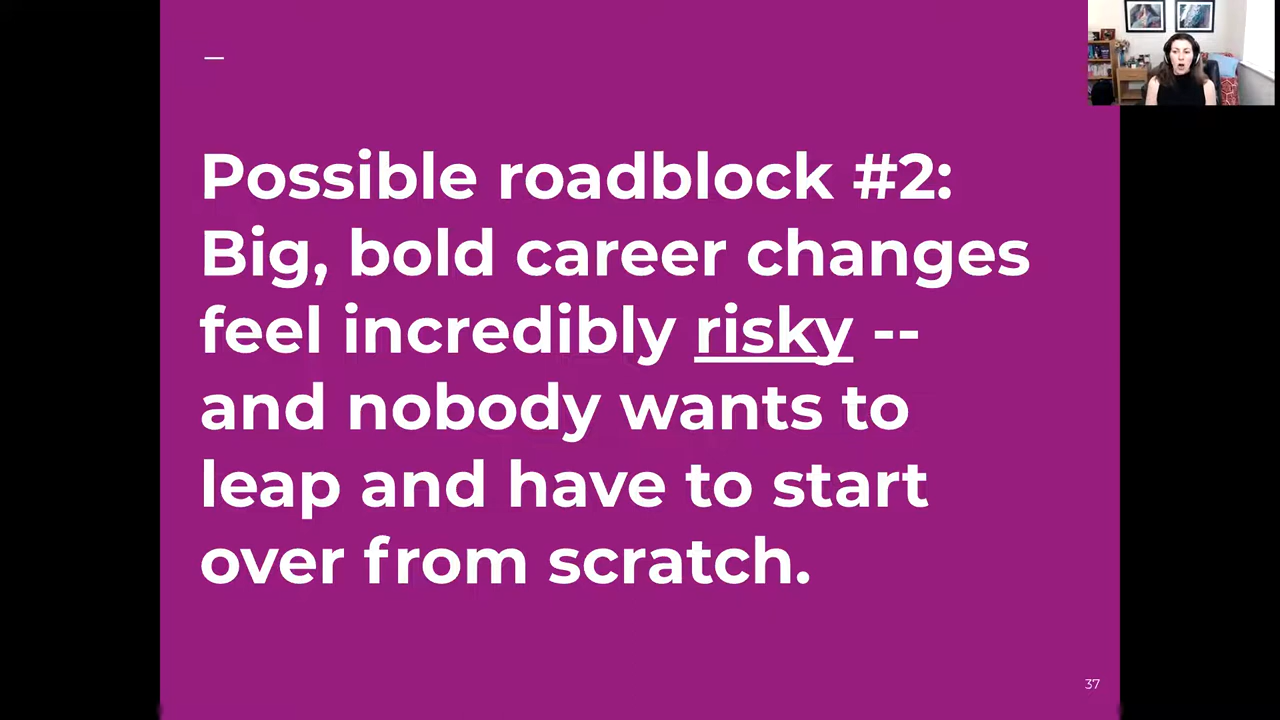 Possible roadblock #2:
Big, bold career changes
feel incredibly risky --
and nobody wants to
leap and have to start
over from scratch.
37